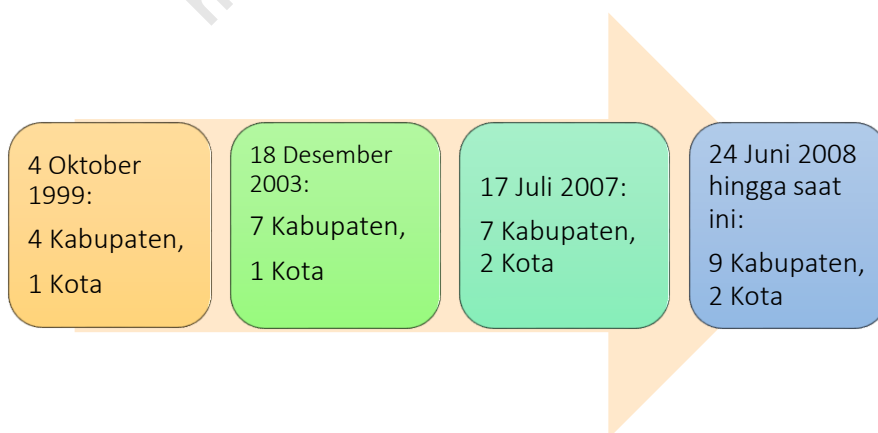 4 Oktober
1999:
4 Kabupaten,
1 Kota
18 Desember
2003:
7 Kabupaten,
1 Kota
17 Juli 2007:
7 Kabupaten,
2 Kota
24 Juni 2008
hingga saat
ini:
9 Kabupaten,
2 Kota